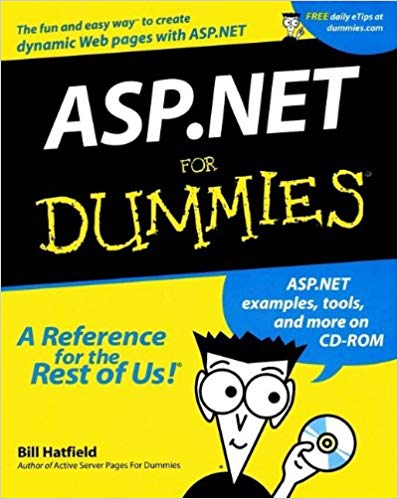 The fun and easy way™ to create
dynamic Web pages with ASP.NET
FREE daily eTips at
dummies.com®
ASP.NET
FOR
DUMMIES®
ASP.NET
examples, tools,
and more on
CD-ROM
A Reference
for the
Rest of Us!®
Bill Hatfield
Author of Active Server Pages For Dummies